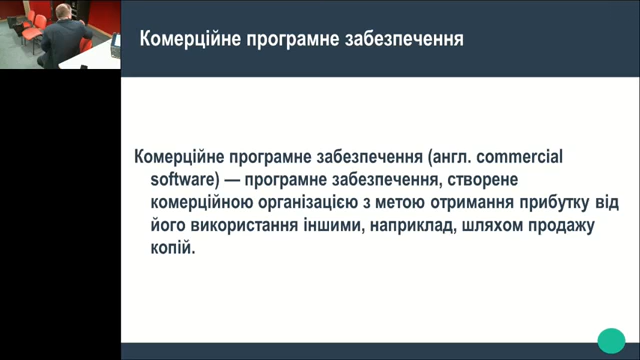 Комерційне програмне забезпечення
Комерційне програмне забезпечення (англ. commercial
software) — програмне забезпечення, створене
комерційною організацією з метою отримання прибутку від
його використання іншими, наприклад, шляхом продажу
копій.